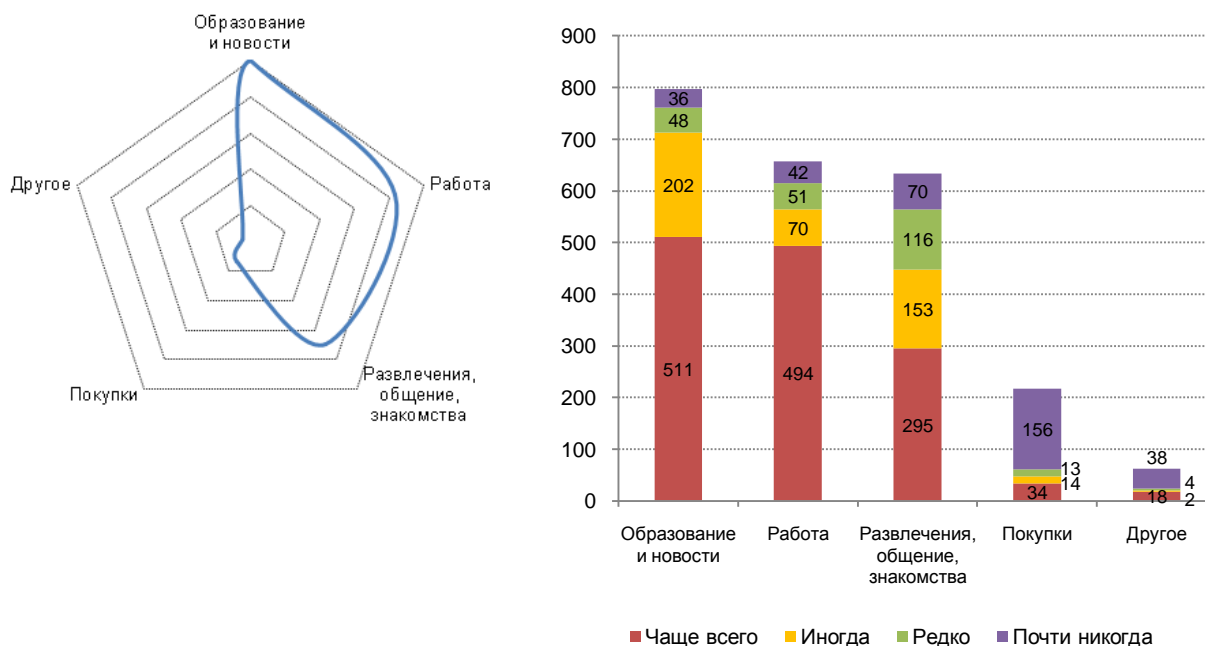 Образование
и новости
Другое
Работа
Покупки
Развлечения,
общение,
знакомства
900
800
700
600
500
400
300
200
100
0
36
48
202
511
42
51
70
494
70
116
153
295
156
13
14
34
38
4
18
2
Образование
и новости
Работа
Развлечения,
общение,
знакомства
Покупки
Другое
Чаще всего
Иногда
Редко
Почти никогда